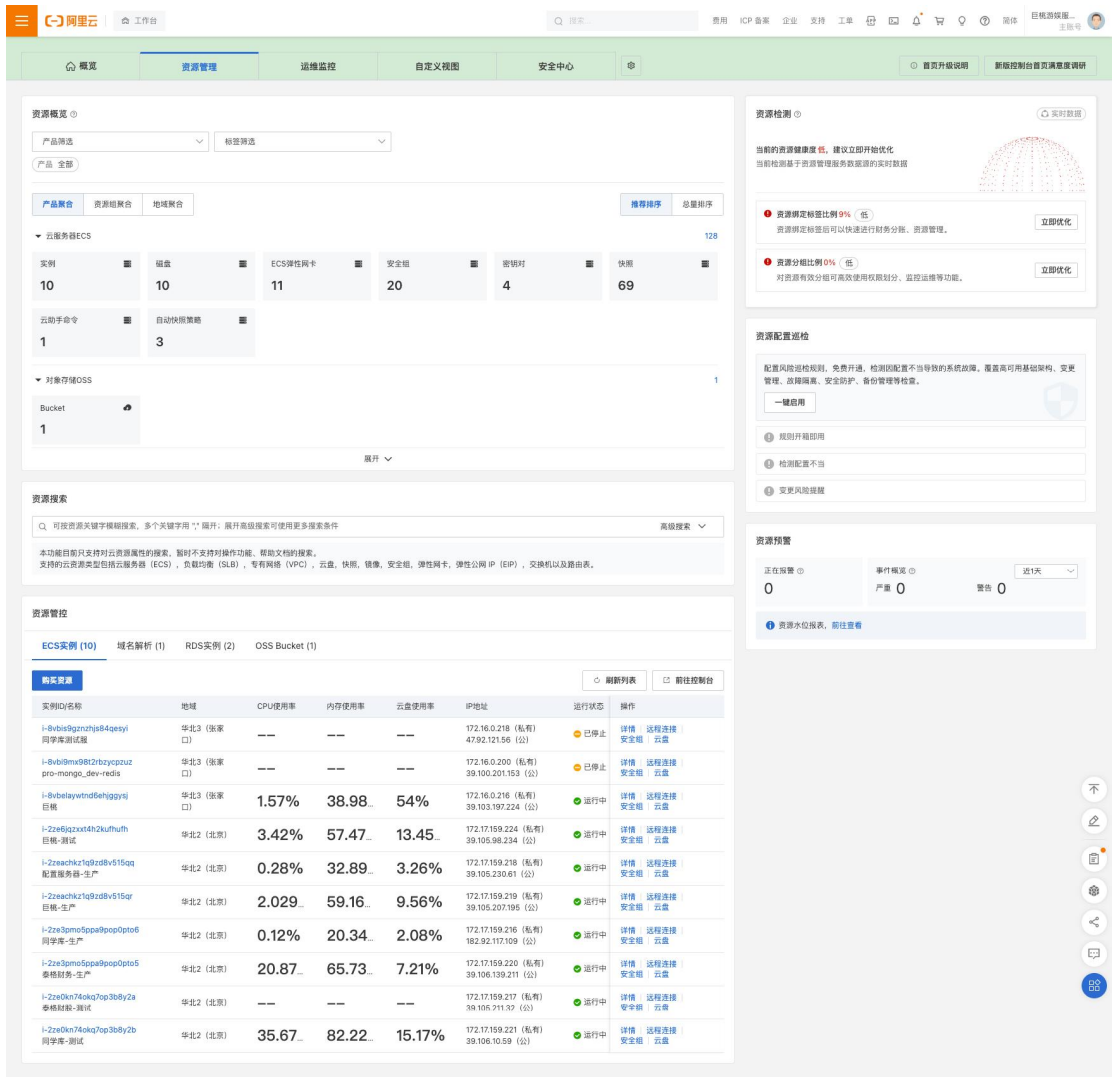 阿里云 工作台 搜索... 费用 ICP 备案 企业 支持 工单 简体 巨桃游娱服...
主账号
概览 资源管理 运维监控 自定义视图 安全中心 首页升级说明 新版控制台首页满意度调研
资源概览
产品筛选 标签筛选
产品 全部
产品聚合 资源组聚合 地域聚合 推荐排序 总量排序
云服务器ECS 128
实例 磁盘 ECS弹性网卡 安全组 密钥对 快照
10 10 11 20 4 69
云助手命令 自动快照策略
1 3
对象存储OSS 1
Bucket
1
展开
资源搜索
可按资源关键字模糊搜索,多个关键字用 "," 隔开;展开高级搜索可使用更多搜索条件 高级搜索
本功能目前只支持对云资源属性的搜索,暂时不支持对操作功能、帮助文档的搜索。
支持的云资源类型包括云服务器(ECS),负载均衡(SLB),专有网络(VPC),云盘,快照,镜像,安全组,弹性网卡,弹性公网 IP(EIP),交换机以及路由表。
资源管控
ECS实例 (10) 域名解析 (1) RDS实例 (2) OSS Bucket (1)
购买资源 刷新列表 前往控制台
实例ID/名称 地域 CPU使用率 内存使用率 云盘使用率 IP地址 运行状态 操作
i-8vbis9gznzhjs84qesyi 华北3(张家口) -- -- -- 172.16.0.218(私有) 已停止 详情 远程连接
同学库测试服 47.92.121.56(公) 安全组 云盘
i-8vbi9mx98t2rbzycpzuz 华北3(张家口) -- -- -- 172.16.0.200(私有) 已停止 详情 远程连接
pro-mongo_dev-redis 39.100.201.153(公) 安全组 云盘
i-8vbelaywtnd6ehjggysj 华北3(张家口) 1.57% 38.98... 54% 172.16.0.216(私有) 运行中 详情 远程连接
巨桃 39.103.197.224(公) 安全组 云盘
i-2ze6jqzxxt4h2kufhufh 华北2(北京) 3.42% 57.47... 13.45... 172.17.159.224(私有) 运行中 详情 远程连接
巨桃-测试 39.105.98.234(公) 安全组 云盘
i-2zeachkz1q9zd8v515qq 华北2(北京) 0.28% 32.89... 3.26% 172.17.159.218(私有) 运行中 详情 远程连接
配置服务器-生产 39.105.230.61(公) 安全组 云盘
i-2zeachkz1q9zd8v515qr 华北2(北京) 2.029... 59.16... 9.56% 172.17.159.219(私有) 运行中 详情 远程连接
巨桃-生产 39.105.207.195(公) 安全组 云盘
i-2ze3pmo5ppa9pop0pto6 华北2(北京) 0.12% 20.34... 2.08% 172.17.159.216(私有) 运行中 详情 远程连接
同学库-生产 182.92.117.109(公) 安全组 云盘
i-2ze3pmo5ppa9pop0pto5 华北2(北京) 20.87... 65.73... 7.21% 172.17.159.220(私有) 运行中 详情 远程连接
泰格财务-生产 39.106.139.211(公) 安全组 云盘
i-2ze0kn74okq7op3b8y2a 华北2(北京) -- -- -- 172.17.159.217(私有) 运行中 详情 远程连接
泰格财股-测试 39.105.211.32(公) 安全组 云盘
i-2ze0kn74okq7op3b8y2b 华北2(北京) 35.67... 82.22... 15.17% 172.17.159.221(私有) 运行中 详情 远程连接
同学库-测试 39.106.10.59(公) 安全组 云盘
资源检测 实时数据
当前的资源健康度 低,建议立即开始优化
当前检测基于资源管理服务数据源的实时数据
资源绑定标签比例 9% 低 立即优化
资源绑定标签后可以快速进行财务分账、资源管理。
资源分组比例 0% 低 立即优化
对资源有效分组可高效使用权限划分、监控运维等功能。
资源配置巡检
配置风险巡检规则,免费开通,检测因配置不当导致的系统故障。覆盖高可用基础架构、变更
管理、故障隔离、安全防护、备份管理等检查。
一键启用
规则开箱即用
检测配置不当
变更风险提醒
资源预警
正在报警 事件概览 近1天
0 严重 0 警告 0
资源水位报表,前往查看